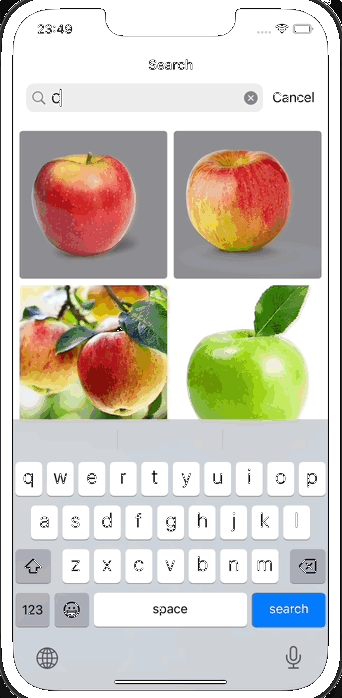 23:49
Search
C
Cancel
q w e r t y u i o p
a s d f g h j k l
z x c v b n m
123 space search